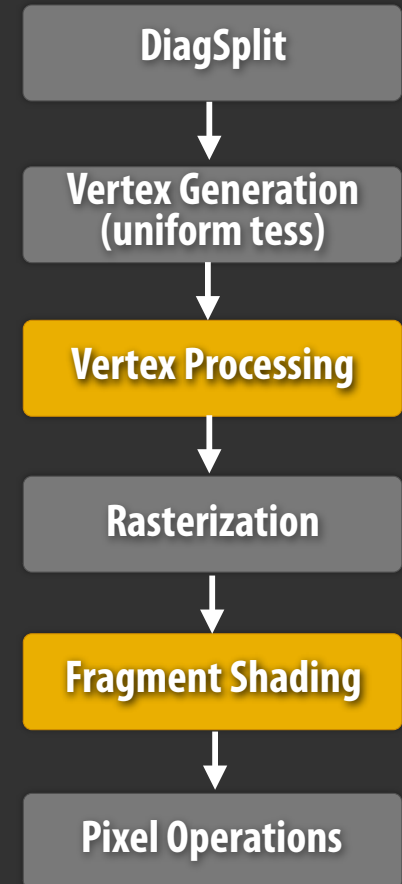 DiagSplit
Vertex Generation
(uniform tess)
Vertex Processing
Rasterization
Fragment Shading
Pixel Operations